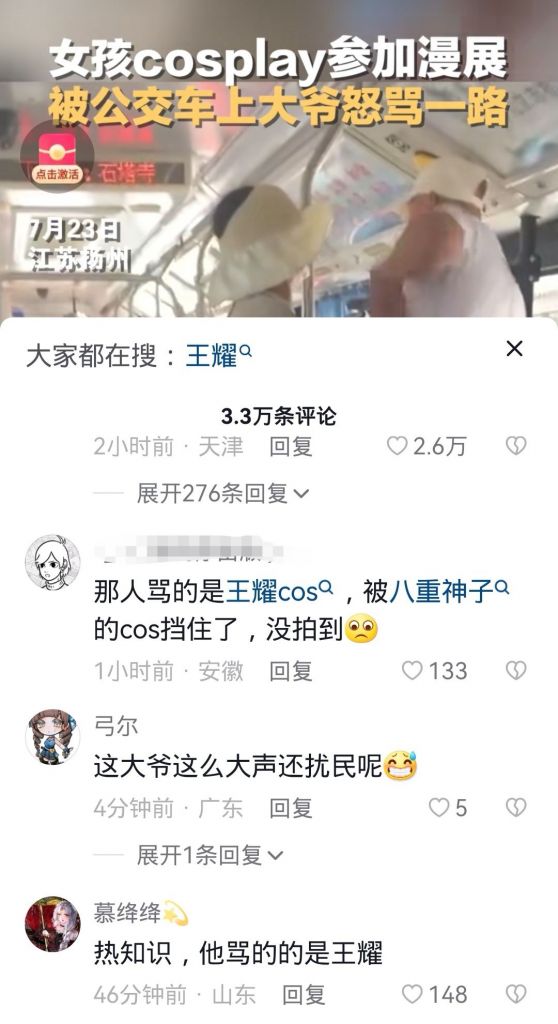 女孩cosplay参加漫展
被公交车上大爷怒骂一路
石塔寺
点击激活
7月23日
江苏扬州
大家都在搜：王耀
3.3万条评论
2小时前 · 天津 回复 2.6万
展开276条回复
那人骂的是王耀cos，被八重神子
的cos挡住了，没拍到🙁
1小时前 · 安徽 回复 133
弓尔
这大爷这么大声还扰民呢😅
4分钟前 · 广东 回复 5
展开1条回复
慕绛绛💫
热知识，他骂的的是王耀
46分钟前 · 山东 回复 148